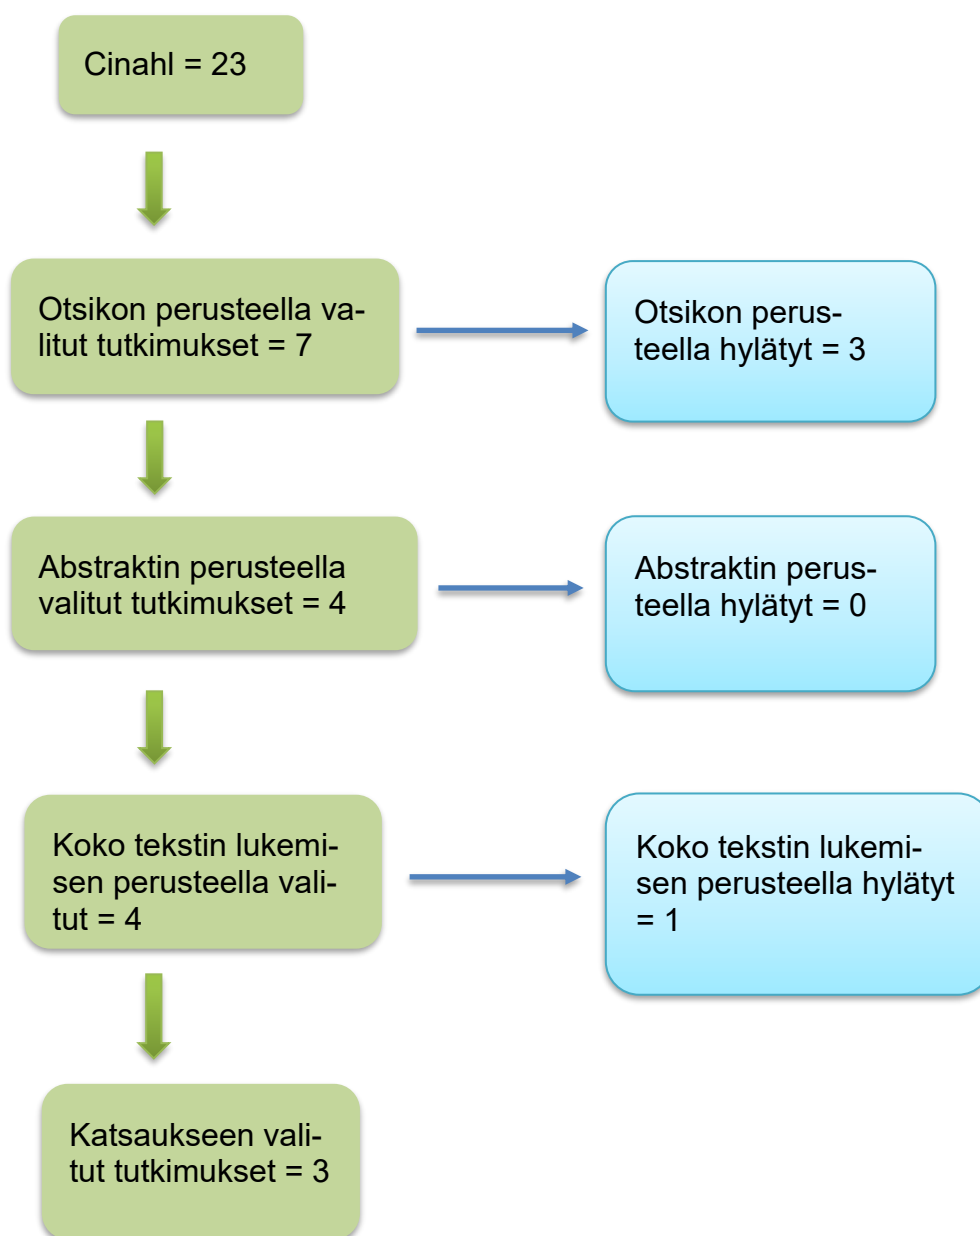 Cinahl = 23
Otsikon perusteella va-
litut tutkimukset = 7
Otsikon perus-
teella hylätyt = 3
Abstraktin perusteella
valitut tutkimukset = 4
Abstraktin perus-
teella hylätyt = 0
Koko tekstin lukemi-
sen perusteella vali-
tut = 4
Koko tekstin lukemi-
sen perusteella hylätyt
= 1
Katsaukseen vali-
tut tutkimukset = 3